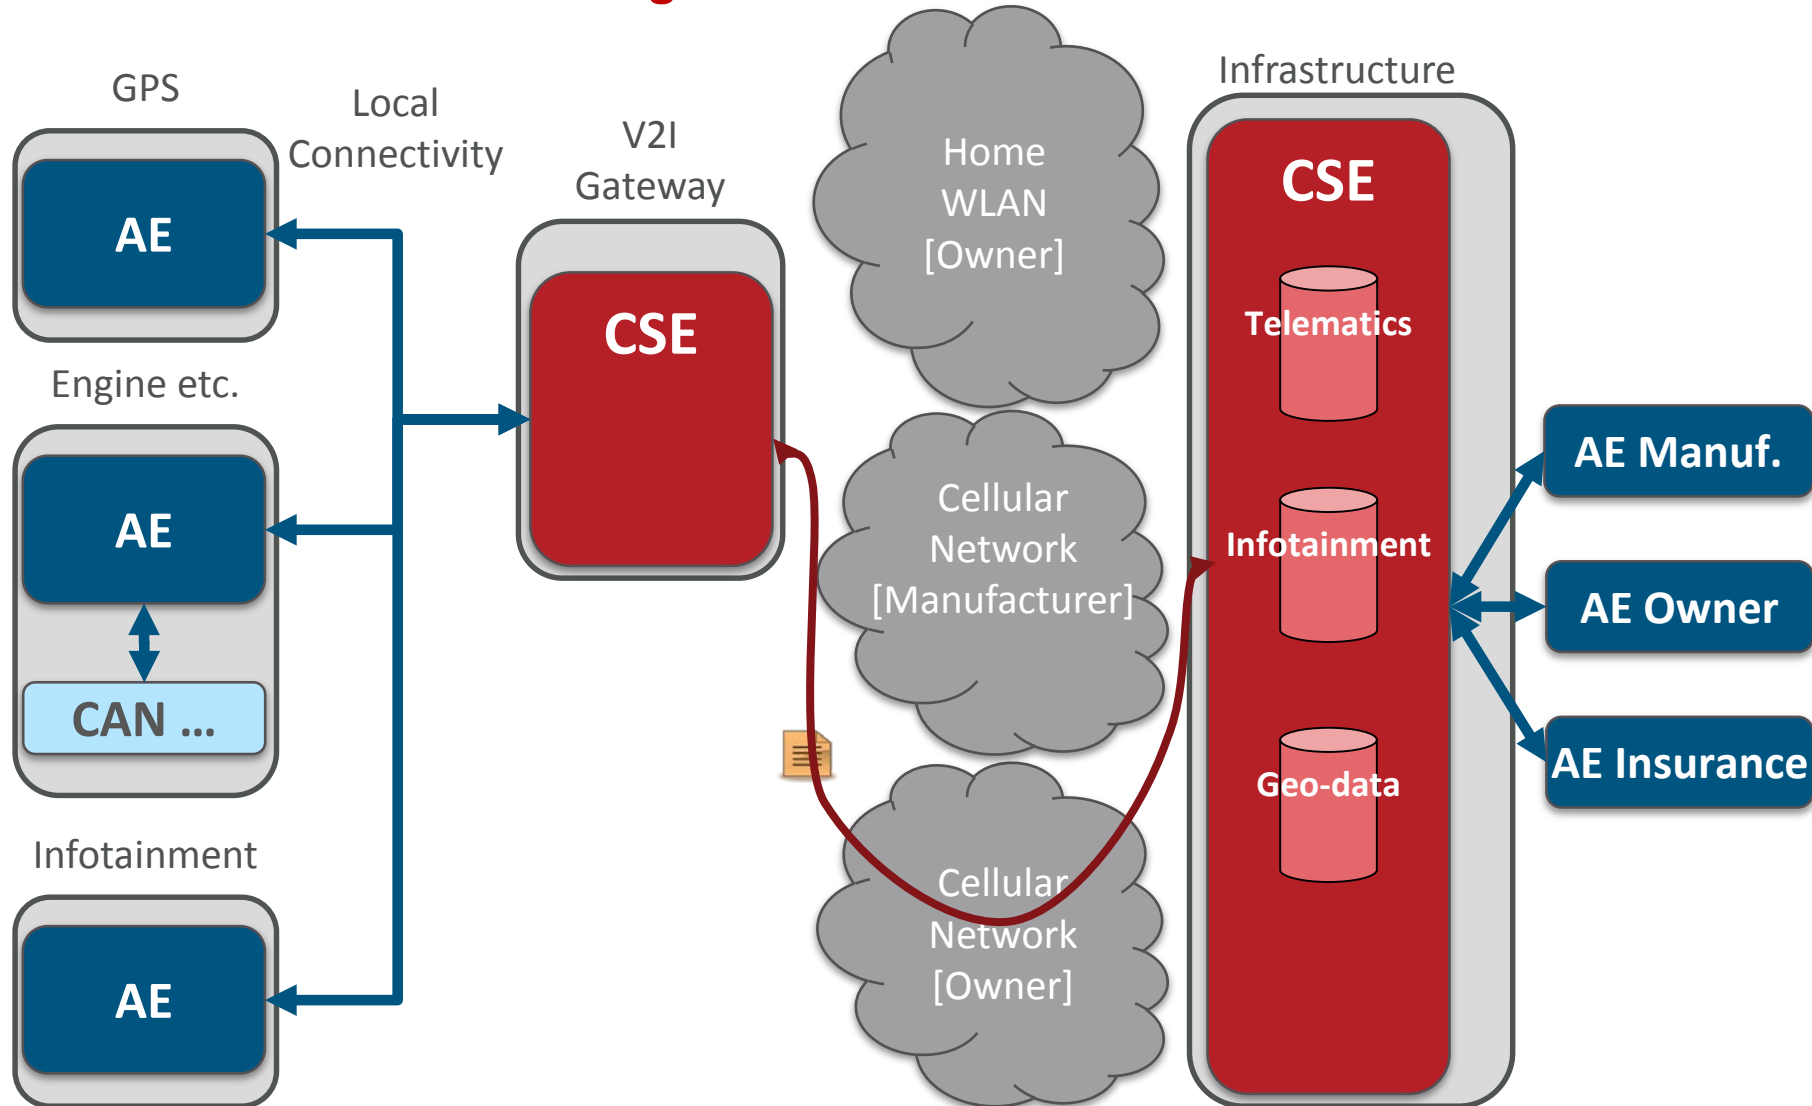 g
GPS
AE
Engine etc.
AE
CAN ...
Infotainment
AE
Local
Connectivity
V2I
Gateway
CSE
Home
WLAN
[Owner]
Cellular
Network
[Manufacturer]
Cellular
Network
[Owner]
Infrastructure
CSE
Telematics
Infotainment
Geo-data
AE Manuf.
AE Owner
AE Insurance